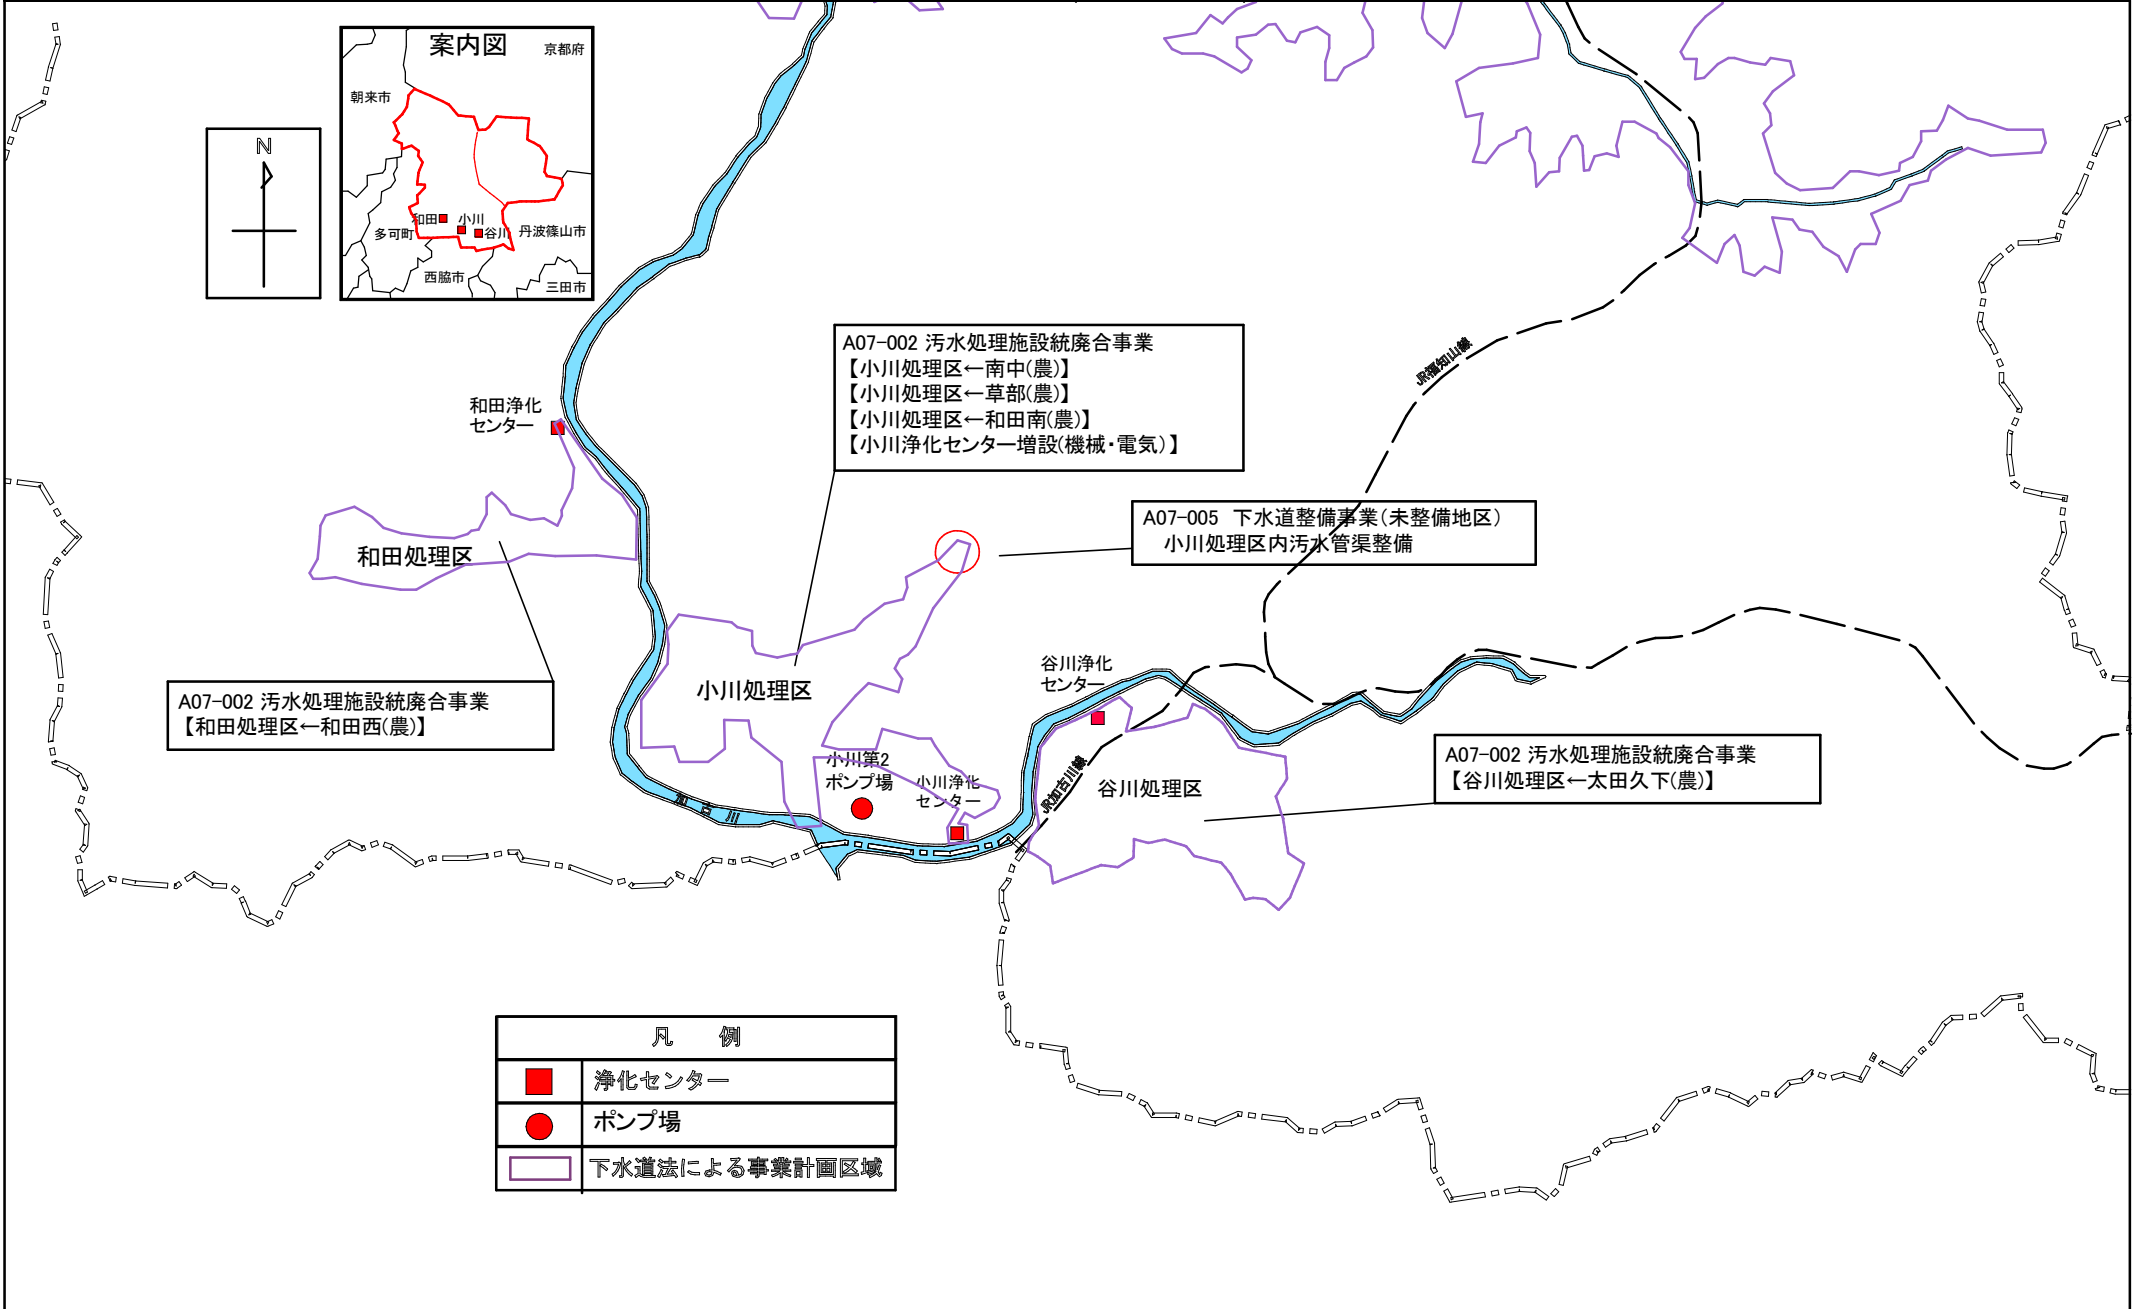 案内図
京都府
朝来市
N
和田
小川
谷川
多可町
丹波篠山市
西脇市
三田市
A07-002 汚水処理施設統廃合事業
【小川処理区←南中(農)】
【小川処理区←草部(農)】
【小川処理区←和田南(農)】
【小川浄化センター増設(機械・電気)】
JR福知山線
和田浄化
センター
A07-005 下水道整備事業(未整備地区)
小川処理区内汚水管渠整備
和田処理区
谷川浄化
センター
小川処理区
A07-002 汚水処理施設統廃合事業
【和田処理区←和田西(農)】
A07-002 汚水処理施設統廃合事業
【谷川処理区←太田久下(農)】
小川第2
ポンプ場
小川浄化
センター
JR加古川線
谷川処理区
加古川
凡 例
浄化センター
ポンプ場
下水道法による事業計画区域